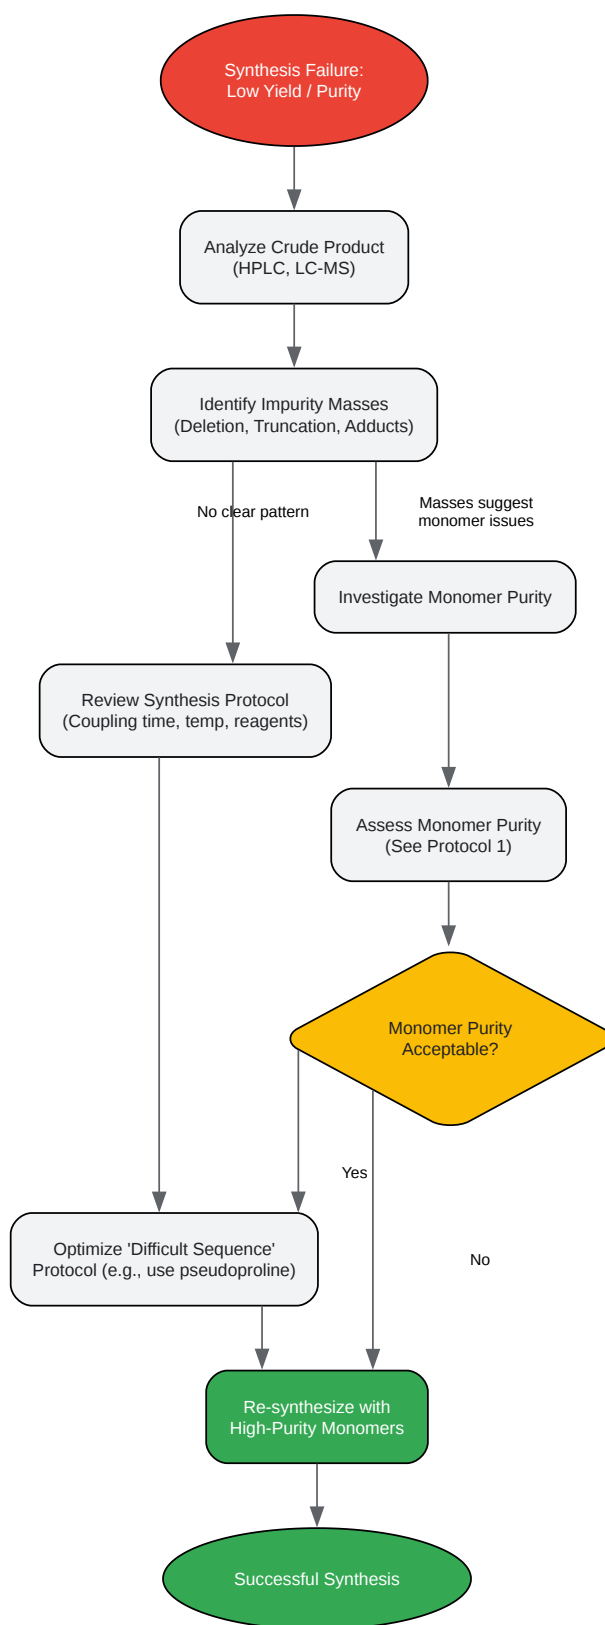 Synthesis Failure:
Low Yield / Purity
Analyze Crude Product
(HPLC, LC-MS)
Identify Impurity Masses
(Deletion, Truncation, Adducts)
No clear pattern
Masses suggest
monomer issues
Investigate Monomer Purity
Review Synthesis Protocol
(Coupling time, temp, reagents)
Assess Monomer Purity
(See Protocol 1)
Monomer Purity
Acceptable?
Yes
No
Optimize 'Difficult Sequence'
Protocol (e.g., use pseudoproline)
Re-synthesize with
High-Purity Monomers
Successful Synthesis